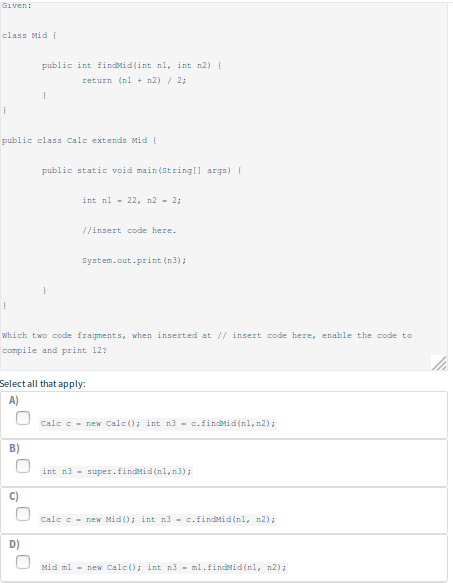 Given:
class Mid {
public int findMid(int n1, int n2) {
return (n1 + n2) / 2;
}
}
public class Calc extends Mid {
public static void main(String[] args) {
int n1 = 22, n2 = 2;
//insert code here.
System.out.print(n3);
}
}
Which two code fragments, when inserted at // insert code here, enable the code to
compile and print 12?
Select all that apply:
A)
Calc c = new Calc(); int n3 = c.findMid(n1,n2);
B)
int n3 = super.findMid(n1,n3);
C)
Calc c = new Mid(); int n3 = c.findMid(n1, n2);
D)
Mid m1 = new Calc(); int n3 = m1.findMid(n1, n2);